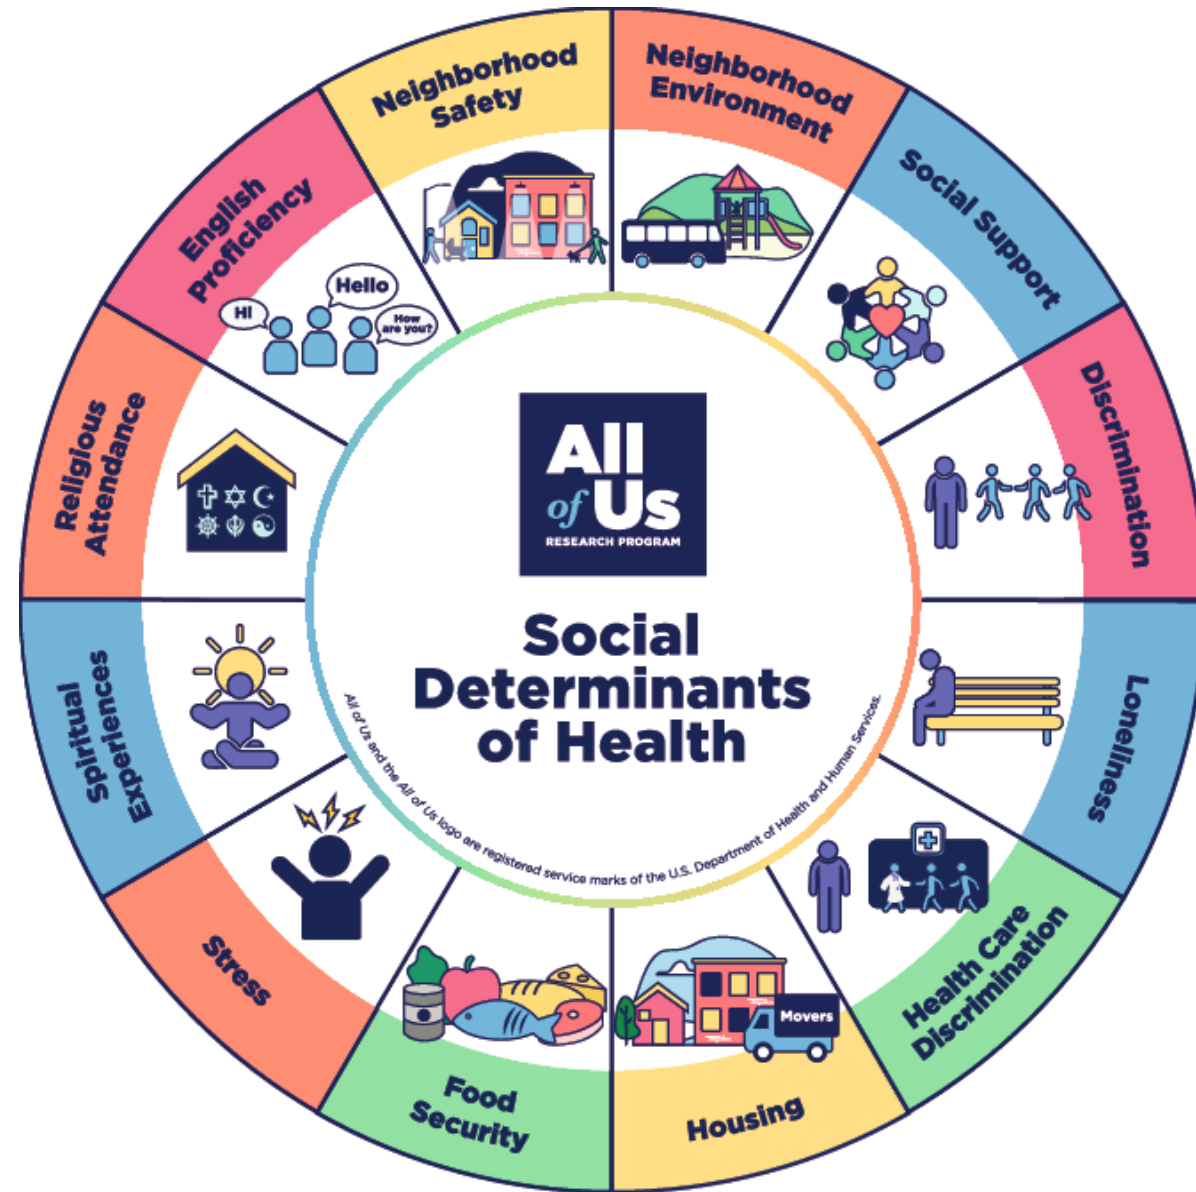 Neighborhood
Safety
Neighborhood
Environment
Social Support
Discrimination
Loneliness
Health Care
Discrimination
Housing
Movers
Food
Security
Stress
Spiritual
Experiences
Religious
Attendance
English
Proficiency
Hi
Hello
How
are you?
All
of Us
RESEARCH PROGRAM
Social
Determinants
of Health
All of Us and the All of Us logo are registered service marks of the U.S. Department of Health and Human Services.